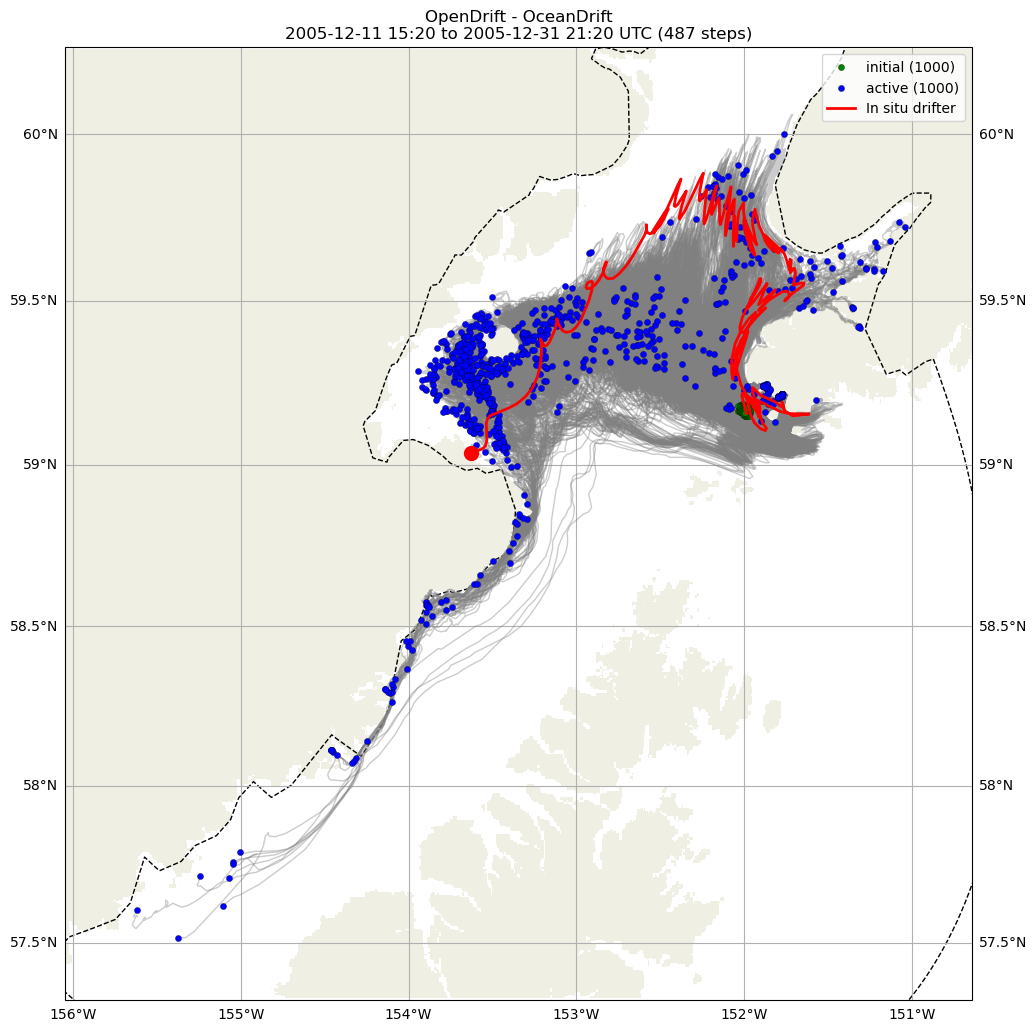 OpenDrift - OceanDrift
2005-12-11 15:20 to 2005-12-31 21:20 UTC (487 steps)
initial (1000)
active (1000)
In situ drifter
60°N
60°N
59.5°N
59.5°N
59°N
59°N
58.5°N
58.5°N
58°N
58°N
57.5°N
57.5°N
156°W
155°W
154°W
153°W
152°W
151°W